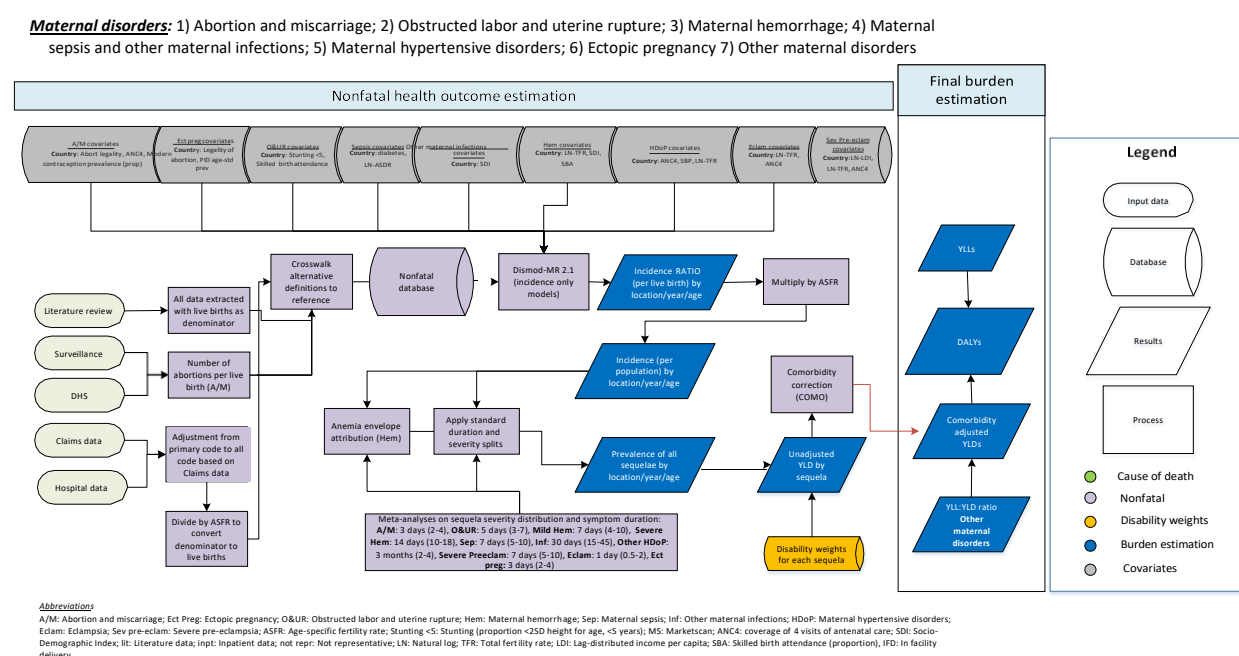 Maternal disorders: 1) Abortion and miscarriage; 2) Obstructed labor and uterine rupture; 3) Maternal hemorrhage; 4) Maternal
sepsis and other maternal infections; 5) Maternal hypertensive disorders; 6) Ectopic pregnancy 7) Other maternal disorders
Nonfatal health outcome estimation
Final burden
estimation
A/M covariates
Country: Abort legality, ANC4, Modern
contraception prevalence (prop)
Ect preg covariates
Country: Legality of
abortion, PID age-std
prev
O&UR covariates
Country: Stunting <5,
Skilled birth attendance
Sepsis covariates
Country: diabetes,
LN-ASDR
Other maternal infections
covariates
Country: SDI
Hem covariates
Country: LN-TFR, SDI,
SBA
HDoP covariates
Country: ANC4, SBP, LN-TFR
Eclam covariates
Country: LN-TFR,
ANC4
Sev Pre-eclam
covariates
Country:LN-LDI,
LN-TFR, ANC4
Legend
Input data
Database
Results
Process
Cause of death
Nonfatal
Disability weights
Burden estimation
Covariates
Literature review
Surveillance
DHS
Claims data
Hospital data
All data extracted
with live births as
denominator
Number of
abortions per live
birth (A/M)
Adjustment from
primary code to all
code based on
Claims data
Divide by ASFR to
convert
denominator to
live births
Crosswalk
alternative
definitions to
reference
Nonfatal
database
Dismod-MR 2.1
(incidence only
models)
Incidence RATIO
(per live birth) by
location/year/age
Multiply by ASFR
Incidence (per
population) by
location/year/age
Anemia envelope
attribution (Hem)
Apply standard
duration and
severity splits
Prevalence of all
sequelae by
location/year/age
Comorbidity
correction
(COMO)
Unadjusted
YLD by
sequela
Disability weights
for each sequela
Meta-analyses on sequela severity distribution and symptom duration:
A/M: 3 days (2-4), O&UR: 5 days (3-7), Mild Hem: 7 days (4-10), Severe
Hem: 14 days (10-18), Sep: 7 days (5-10), Inf: 30 days (15-45), Other HDoP:
3 months (2-4), Severe Preeclam: 7 days (5-10), Eclam: 1 day (0.5-2), Ect
preg: 3 days (2-4)
YLLs
DALYs
Comorbidity
adjusted
YLDs
YLL:YLD ratio
Other
maternal
disorders
Abbreviations
A/M: Abortion and miscarriage; Ect Preg: Ectopic pregnancy; O&UR: Obstructed labor and uterine rupture; Hem: Maternal hemorrhage; Sep: Maternal sepsis; Inf: Other maternal infections; HDoP: Maternal hypertensive disorders;
Eclam: Eclampsia; Sev pre-eclam: Severe pre-eclampsia; ASFR: Age-specific fertility rate; Stunting <5: Stunting (proportion <2SD height for age, <5 years); MS: Marketscan; ANC4: coverage of 4 visits of antenatal care; SDI: Socio-
Demographic Index; lit: Literature data; inpt: Inpatient data; not repr: Not representative; LN: Natural log; TFR: Total fertility rate; LDI: Lag-distributed income per capita; SBA: Skilled birth attendance (proportion), IFD: In facility
delivery